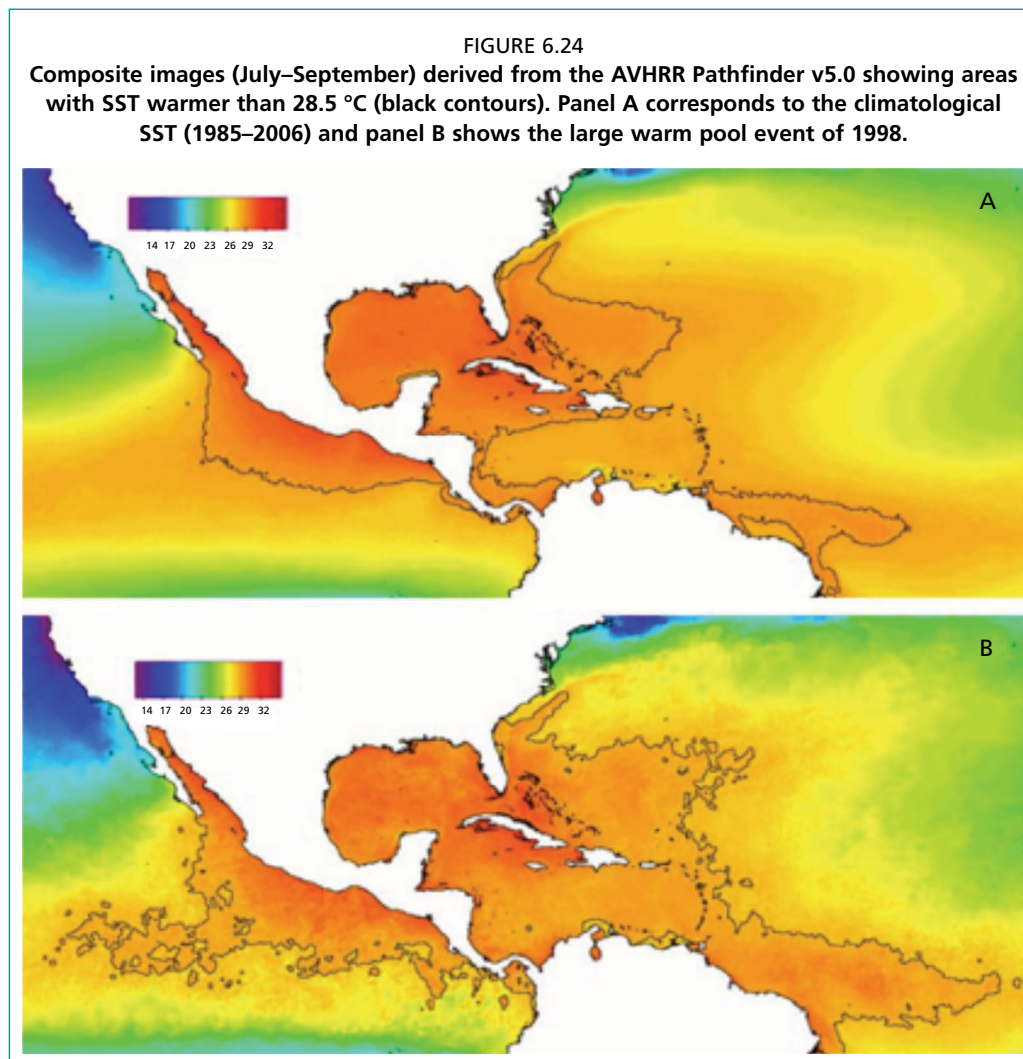 FIGURE 6.24
Composite images (July–September) derived from the AVHRR Pathfinder v5.0 showing areas
with SST warmer than 28.5 °C (black contours). Panel A corresponds to the climatological
SST (1985–2006) and panel B shows the large warm pool event of 1998.
A
14 17 20 23 26 29 32
B
14 17 20 23 26 29 32